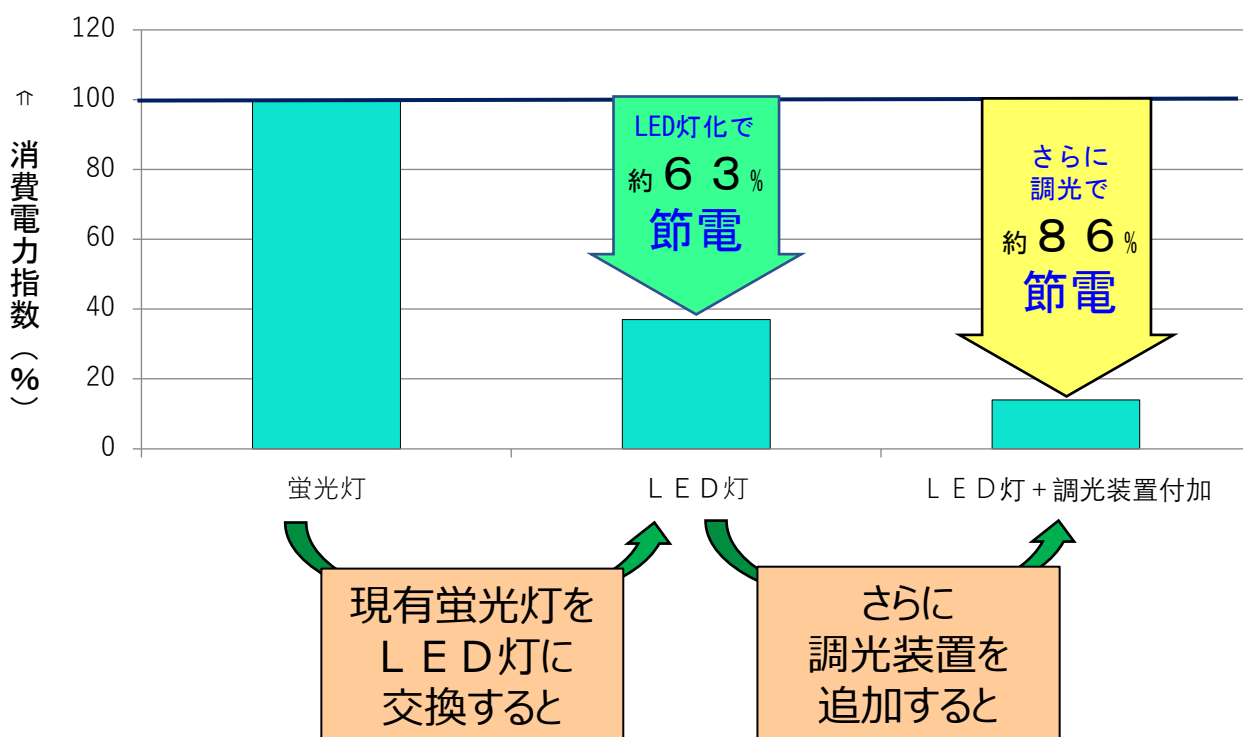 ⇑ 消費電力指数（%）
120
100
80
60
40
20
0
LED灯化で
約６３%
節電
さらに
調光で
約８６%
節電
蛍光灯
ＬＥＤ灯
ＬＥＤ灯＋調光装置付加
現有蛍光灯を
ＬＥＤ灯に
交換すると
さらに
調光装置を
追加すると